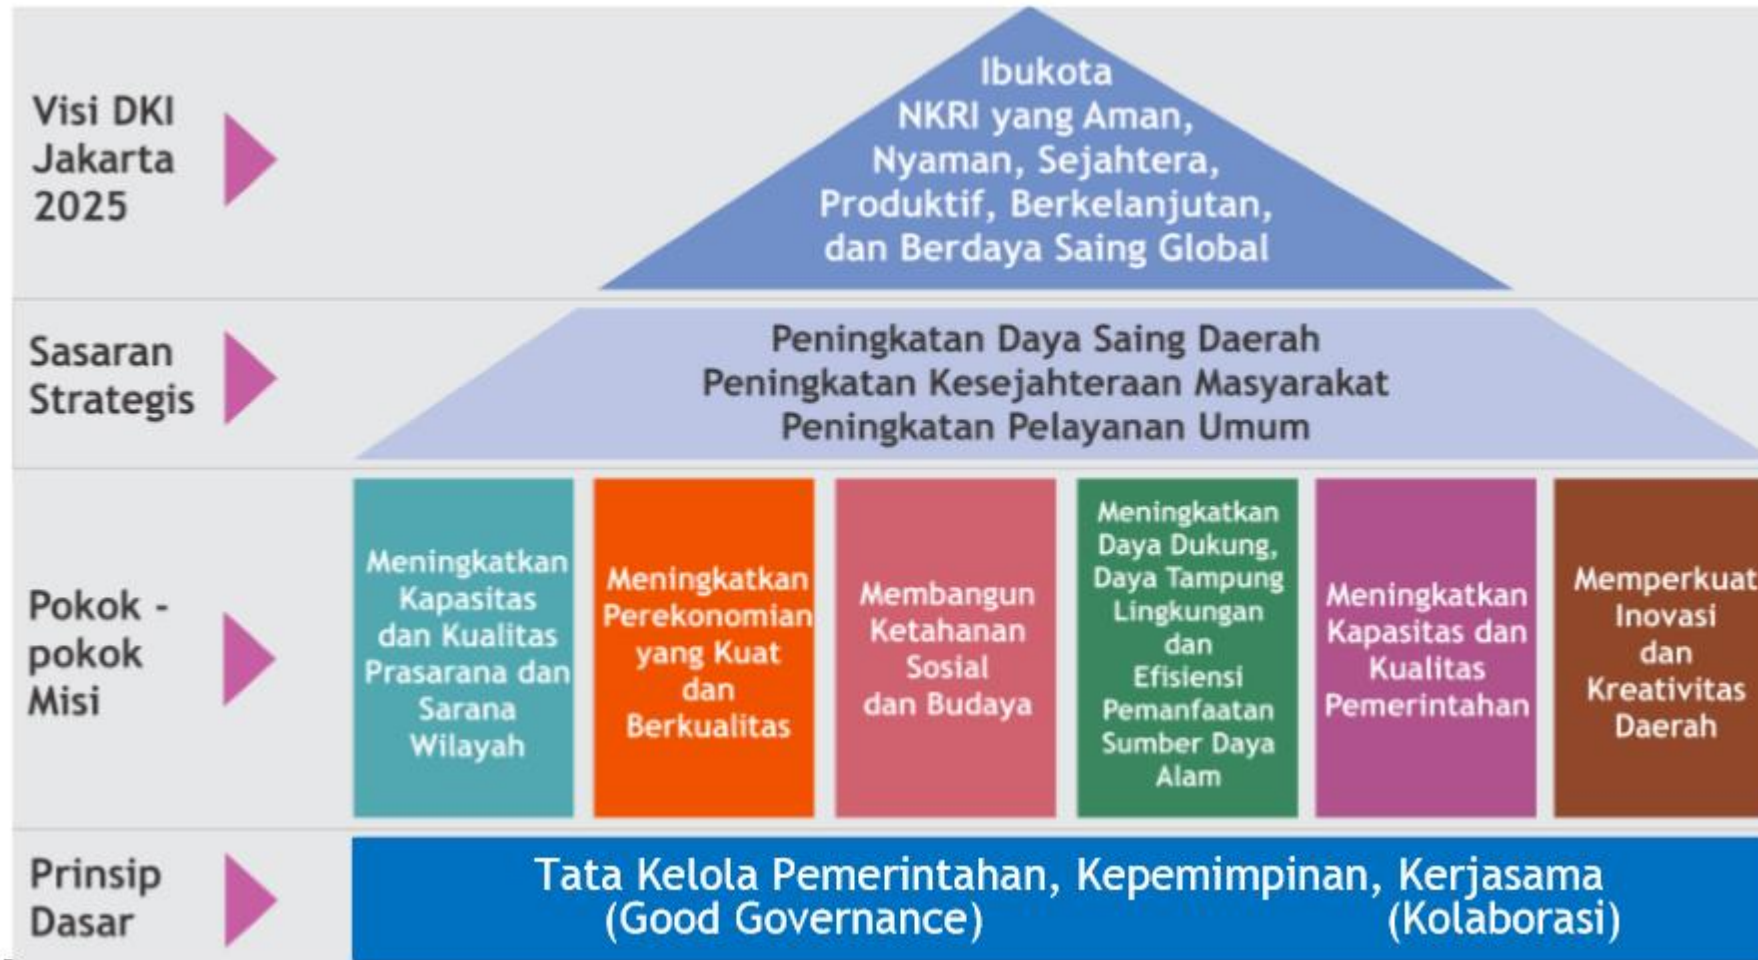 Visi DKI
Jakarta
2025
Ibukota
NKRI yang Aman,
Nyaman, Sejahtera,
Produktif, Berkelanjutan,
dan Berdaya Saing Global
Sasaran
Strategis
Peningkatan Daya Saing Daerah
Peningkatan Kesejahteraan Masyarakat
Peningkatan Pelayanan Umum
Pokok -
pokok
Misi
Meningkatkan
Kapasitas
dan Kualitas
Prasarana dan
Sarana
Wilayah
Meningkatkan
Perekonomian
yang Kuat
dan
Berkualitas
Membangun
Ketahanan
Sosial
dan Budaya
Meningkatkan
Daya Dukung,
Daya Tampung
Lingkungan
dan
Efisiensi
Pemanfaatan
Sumber Daya
Alam
Meningkatkan
Kapasitas dan
Kualitas
Pemerintahan
Memperkuat
Inovasi
dan
Kreativitas
Daerah
Prinsip
Dasar
Tata Kelola Pemerintahan, Kepemimpinan, Kerjasama
(Good Governance) (Kolaborasi)